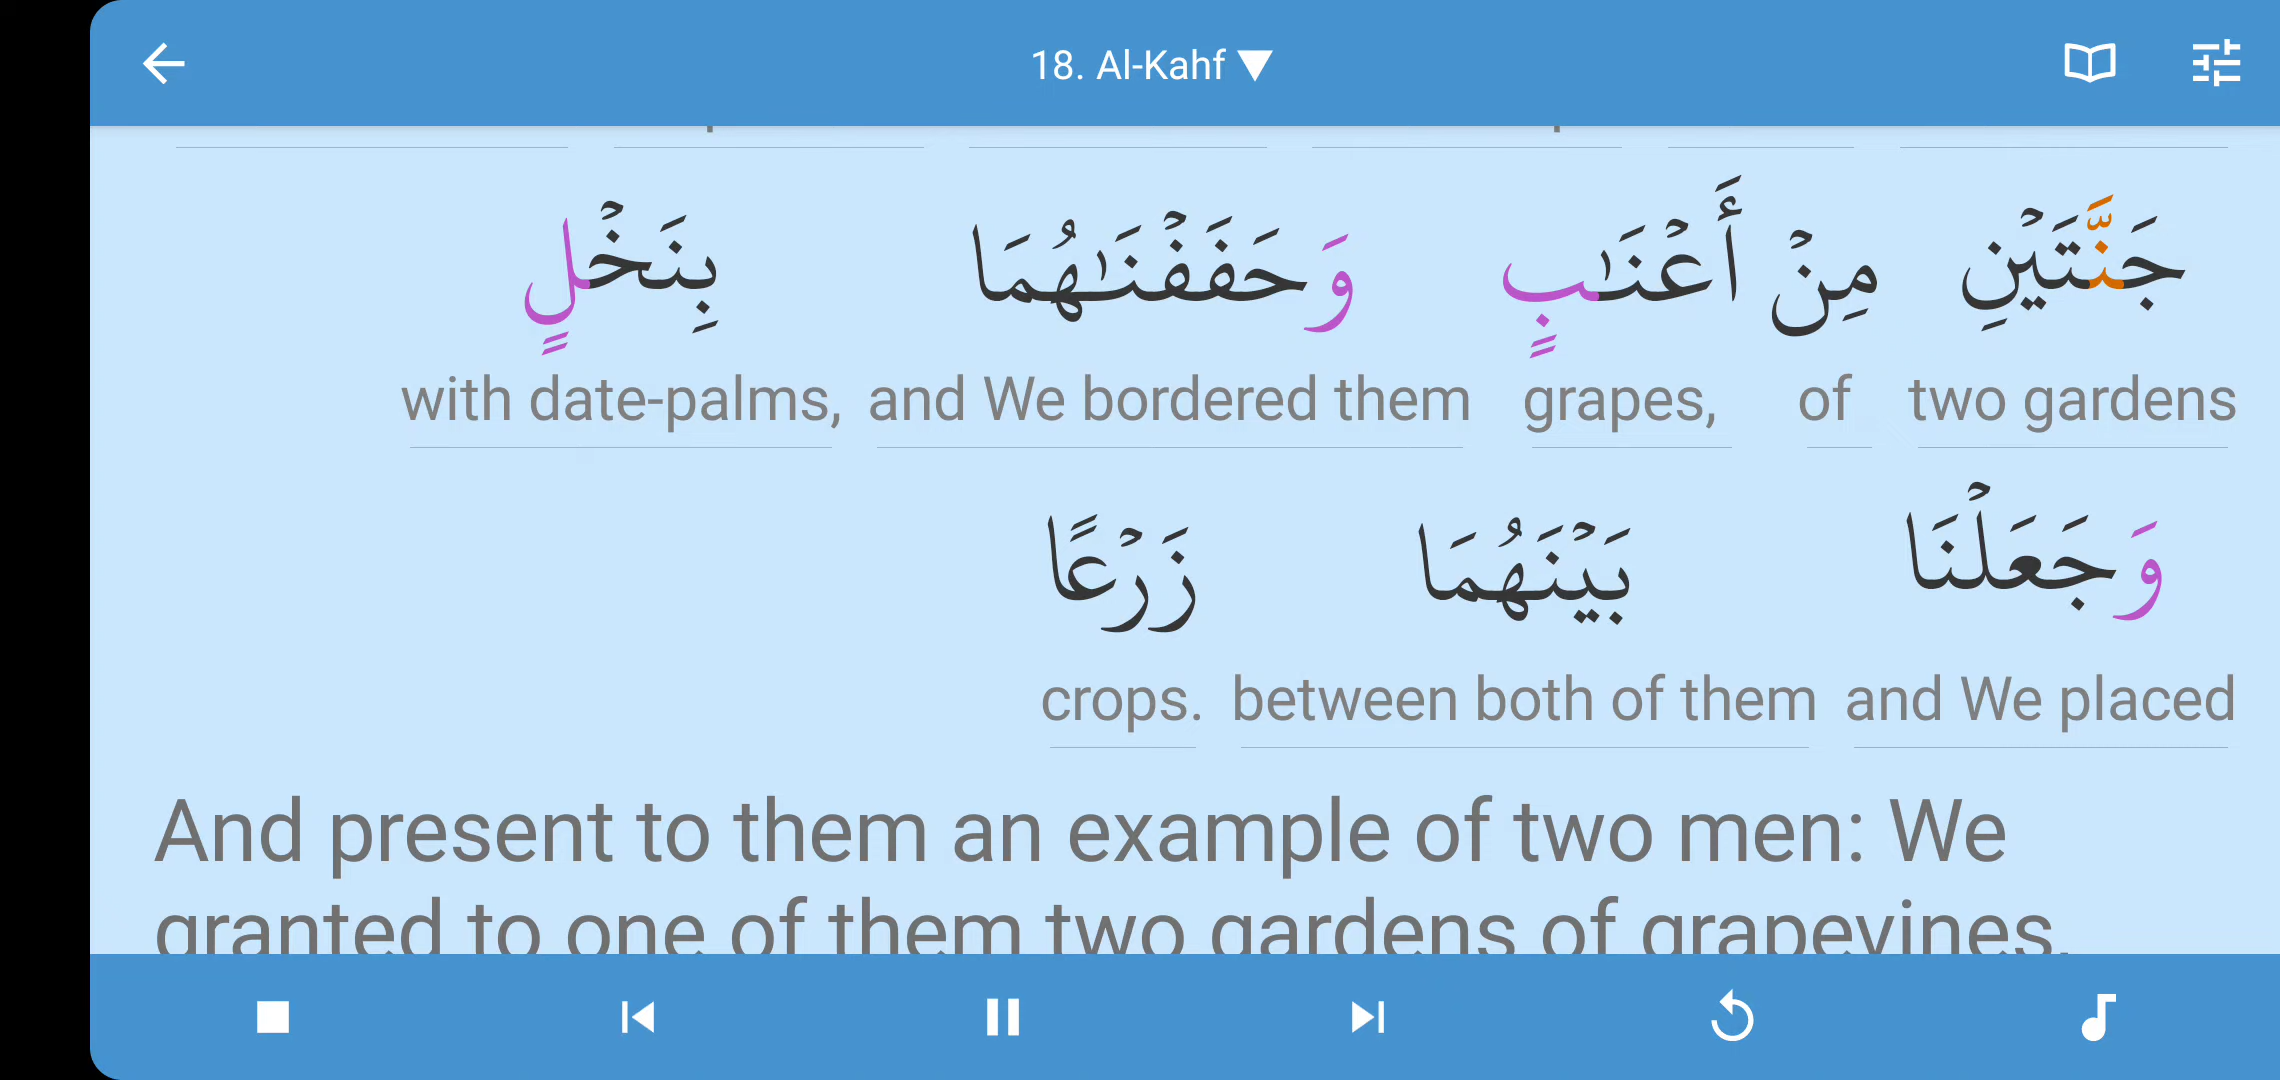 18. Al-Kahf ▼
جَنَّتَيۡنِ مِنۡ أَعۡنَـٰبٍ وَحَفَفۡنَـٰهُمَا بِنَخۡلٍ
two gardens of grapes, and We bordered them with date-palms,
وَجَعَلۡنَا بَيۡنَهُمَا زَرۡعًا
and We placed between both of them crops.
And present to them an example of two men: We
granted to one of them two gardens of grapevines,